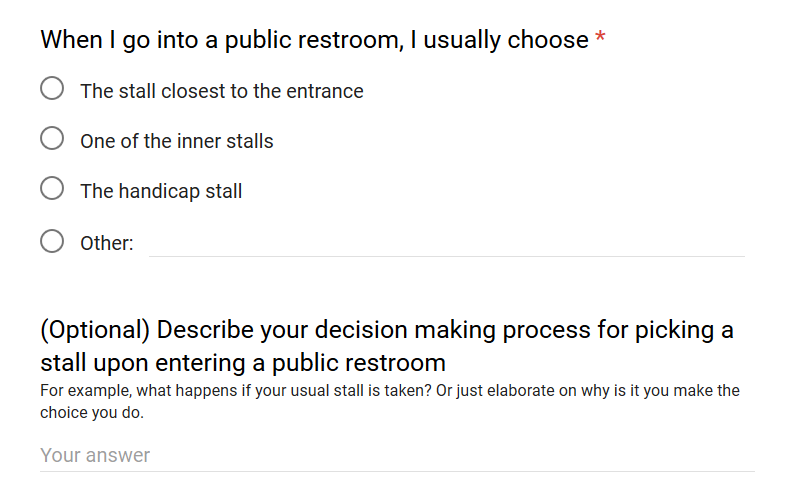 When I go into a public restroom, I usually choose *
The stall closest to the entrance
One of the inner stalls
The handicap stall
Other:
(Optional) Describe your decision making process for picking a
stall upon entering a public restroom
For example, what happens if your usual stall is taken? Or just elaborate on why is it you make the
choice you do.
Your answer